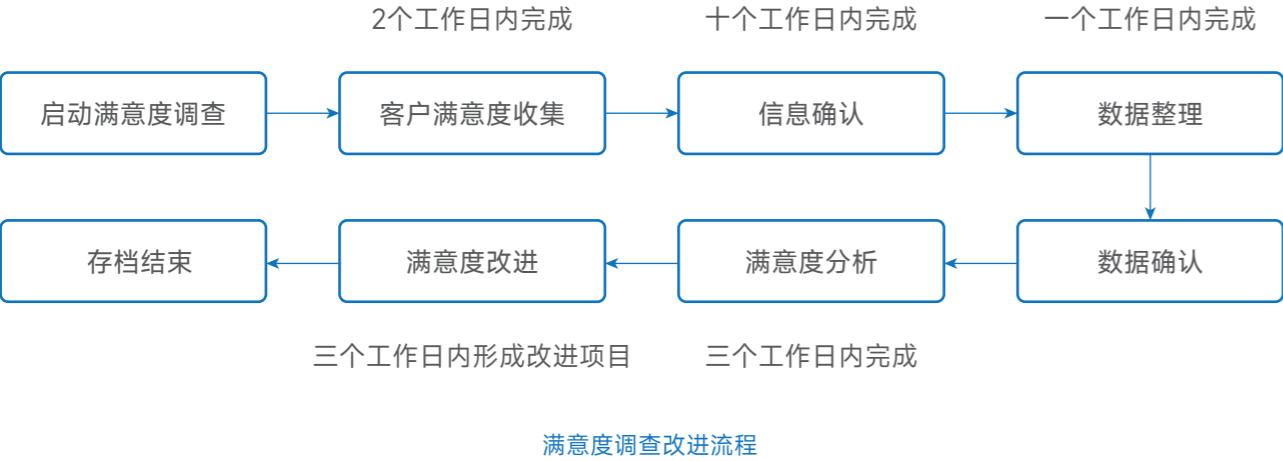 2个工作日内完成
十个工作日内完成
一个工作日内完成
启动满意度调查
客户满意度收集
信息确认
数据整理
存档结束
满意度改进
满意度分析
数据确认
三个工作日内形成改进项目
三个工作日内完成
满意度调查改进流程